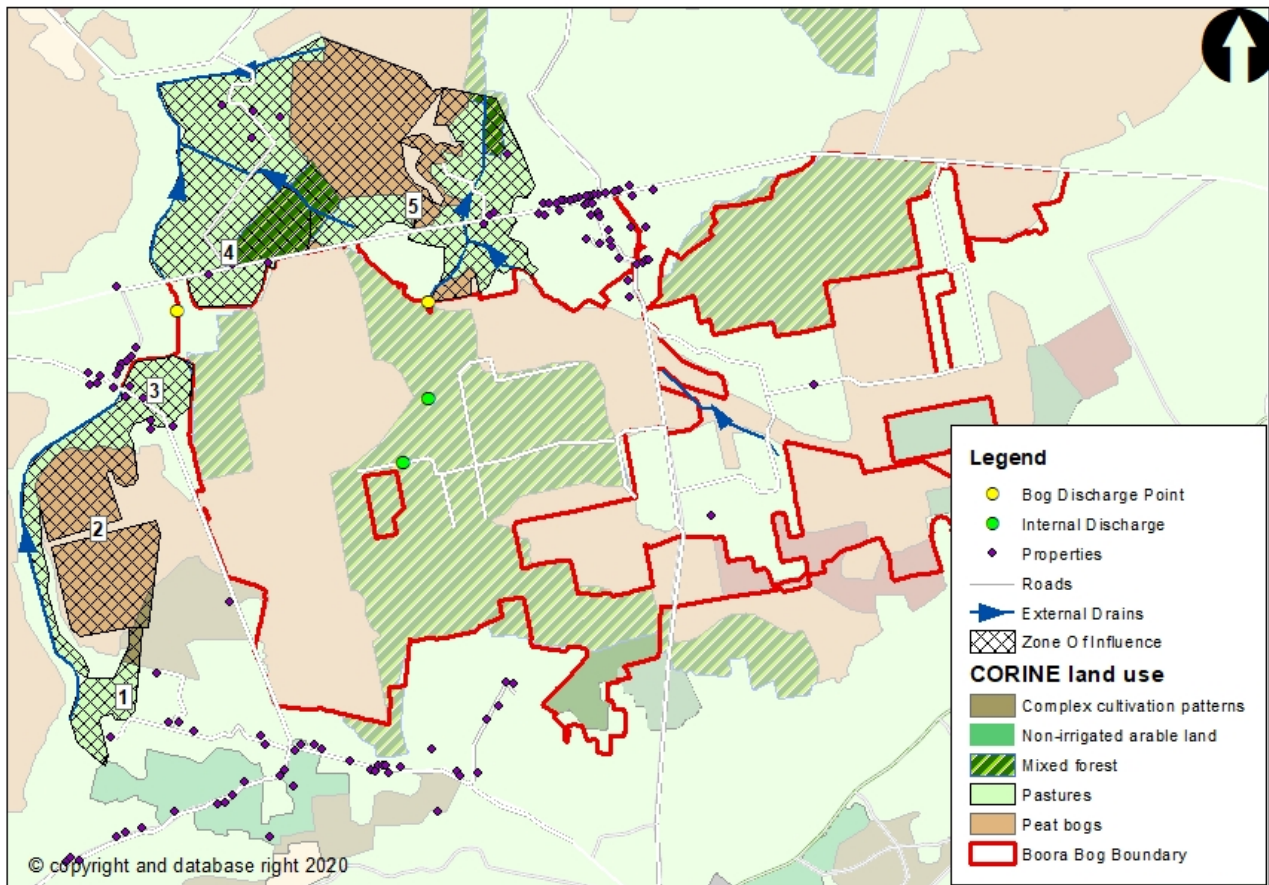 4
5
3
2
1
Legend
Bog Discharge Point
Internal Discharge
Properties
Roads
External Drains
Zone Of Influence
CORINE land use
Complex cultivation patterns
Non-irrigated arable land
Mixed forest
Pastures
Peat bogs
Boora Bog Boundary
© copyright and database right 2020